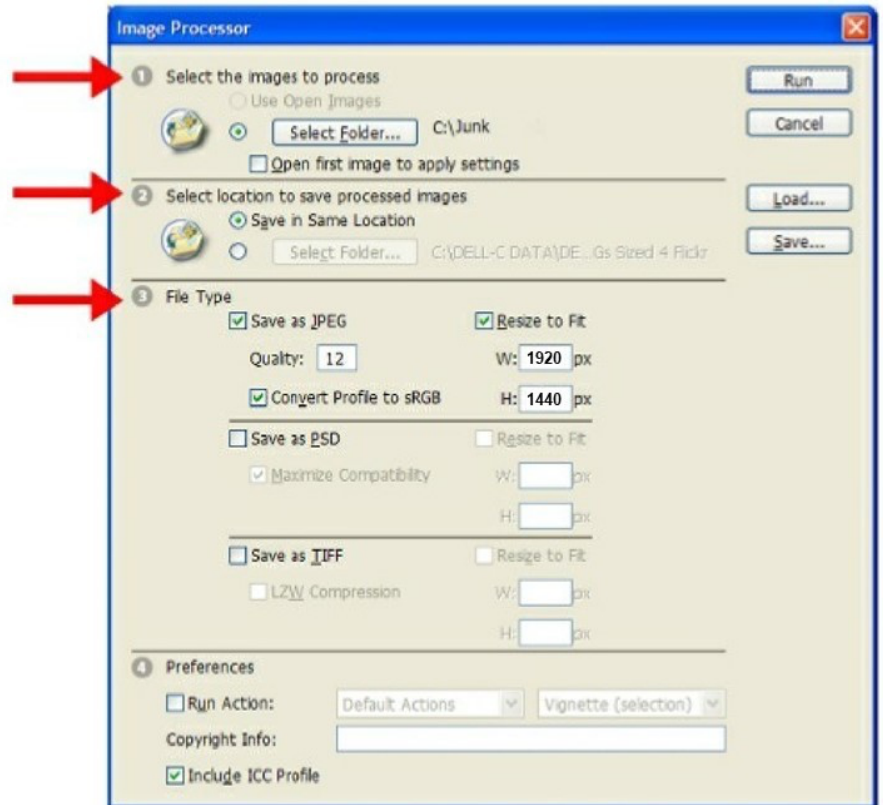 Image Processor
1 Select the images to process
Use Open Images
Select Folder... C:\Junk
Open first image to apply settings
2 Select location to save processed images
Save in Same Location
Select Folder... C:\DELL-C DATA\DE...Gs Sized 4 Flickr
3 File Type
Save as JPEG Resize to Fit
Quality: 12 W: 1920 px
Convert Profile to sRGB H: 1440 px
Save as PSD Resize to Fit
Maximize Compatibility W: px
H: px
Save as TIFF Resize to Fit
LZW Compression W: px
H: px
4 Preferences
Run Action: Default Actions Vignette (selection)
Copyright Info:
Include ICC Profile
Run
Cancel
Load...
Save...